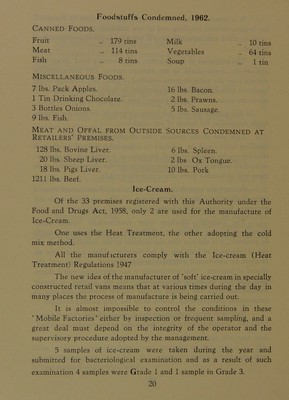 Foodstuffs Condemned, 1962.
CANNED FOODS.
Fruit .. 179 tins Milk .. 10 tins
Meat .. 114 tins Vegetables .. 64 tins
Fish .. 8 tins Soup .. 1 tin
MISCELLANEOUS FOODS.
7 lbs. Pack Apples. 16 lbs. Bacon.
1 Tin Drinking Chocolate. 2 lbs. Prawns.
3 Bottles Onions. 5 lbs. Sausage.
9 lbs. Fish.
MEAT AND OFFAL FROM OUTSIDE SOURCES CONDEMNED AT
RETAILERS' PREMISES.
128 lbs. Bovine Liver. 6 lbs. Spleen.
20 lbs. Sheep Liver. 2 lbs Ox Tongue.
18 lbs. Pigs Liver. 10 lbs. Pork
1211 lbs. Beef.
Ice-Cream.
Of the 33 premises registered with this Authority under the
Food and Drugs Act, 1958, only 2 are used for the manufacture of
Ice-Cream.
One uses the Heat Treatment, the other adopting the cold
mix method.
All the manufacturers comply with the Ice-cream (Heat
Treatment) Regulations 1947
The new idea of the manufacturer of 'soft' ice-cream in specially
constructed retail vans means that at various times during the day in
many places the process of manufacture is being carried out.
It is almost impossible to control the conditions in these
"Mobile Factories" either by inspection or frequent sampling, and a
great deal must depend on the integrity of the operator and the
supervisory procedure adopted by the management.
5 samples of ice-cream were taken during the year and
submitted for bacteriological examination and as a result of such
examination 4 samples were Grade 1 and 1 sample in Grade 3.
20